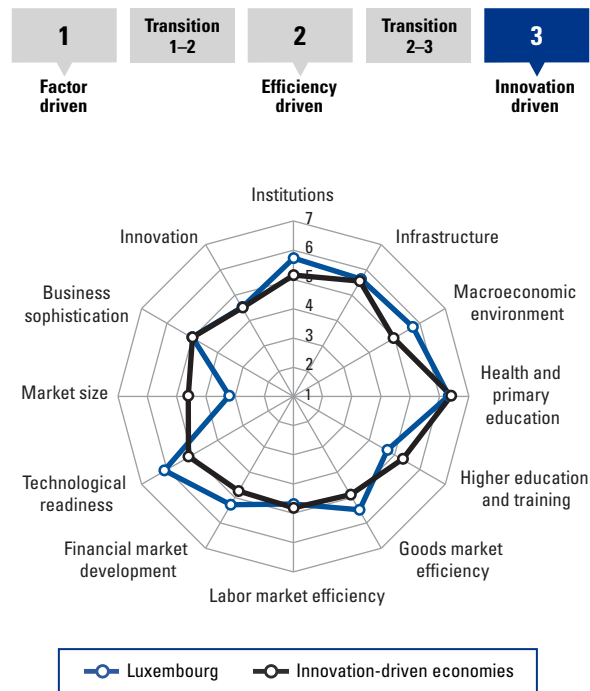 1
Transition
1–2
2
Transition
2–3
3
Factor
driven
Efficiency
driven
Innovation
driven
Institutions
7
Innovation
Infrastructure
6
5
Business
sophistication
Macroeconomic
environment
4
3
2
Market size
1
Health and
primary
education
Technological
readiness
Higher education
and training
Financial market
development
Goods market
efficiency
Labor market efficiency
Luxembourg
Innovation-driven economies